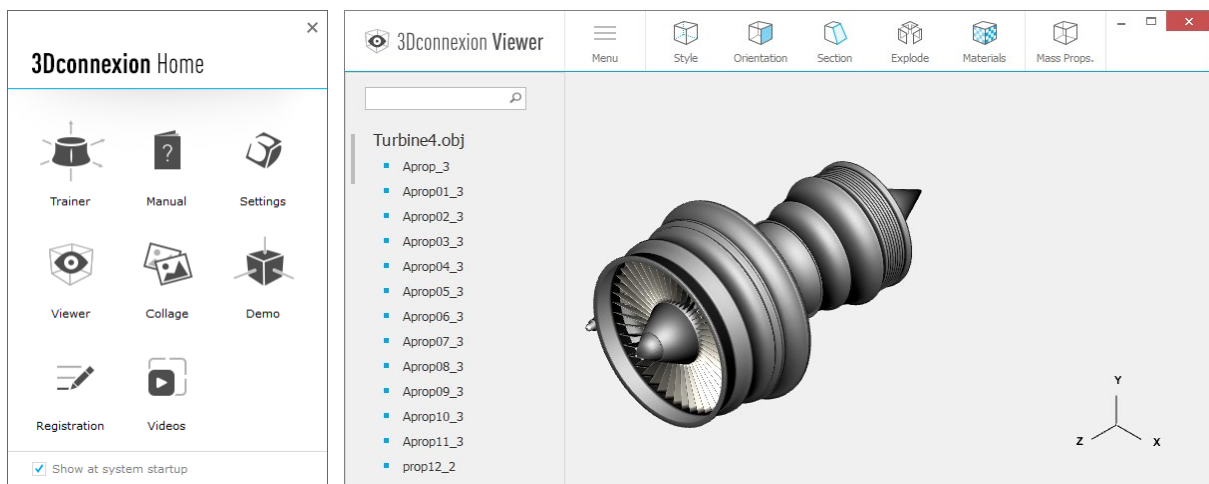 3Dconnexion Home
Trainer Manual Settings
Viewer Collage Demo
Registration Videos
Show at system startup
3Dconnexion Viewer
Menu Style Orientation Section Explode Materials Mass Props.
Turbine4.obj
Aprop_3
Aprop01_3
Aprop02_3
Aprop03_3
Aprop04_3
Aprop05_3
Aprop06_3
Aprop07_3
Aprop08_3
Aprop09_3
Aprop10_3
Aprop11_3
prop12_2
Y
Z X